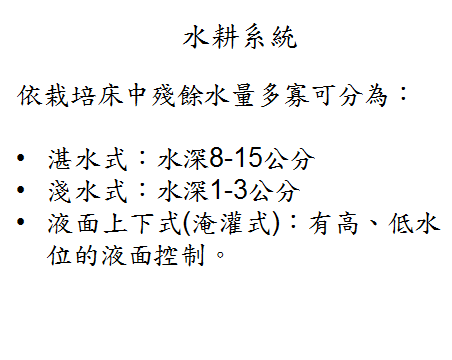 水耕系統
依栽培床中殘餘水量多寡可分為：
• 湛水式：水深8-15公分
• 淺水式：水深1-3公分
• 液面上下式(淹灌式)：有高、低水
位的液面控制。